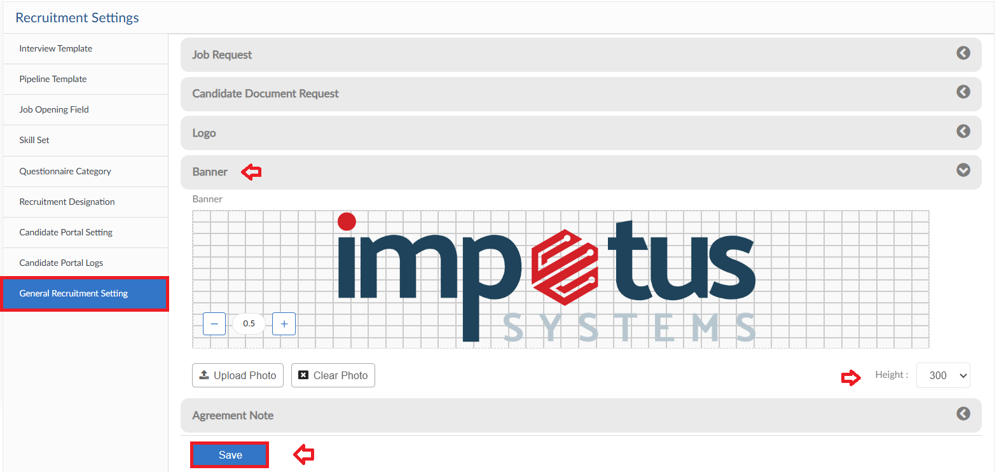 Recruitment Settings
Interview Template
Pipeline Template
Job Opening Field
Skill Set
Questionnaire Category
Recruitment Designation
Candidate Portal Setting
Candidate Portal Logs
General Recruitment Setting
Job Request
Candidate Document Request
Logo
Banner
Banner
impetus
SYSTEMS
− 0.5 +
Upload Photo Clear Photo Height : 300
Agreement Note
Save